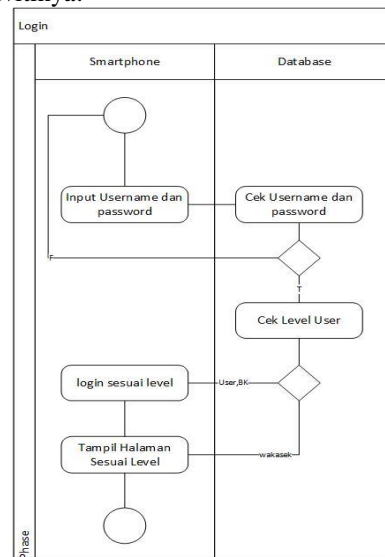 Login
Smartphone
Database
Input Username dan
password
Cek Username dan
password
F
T
Cek Level User
login sesuai level
User,BK
Tampil Halaman
Sesuai Level
wakasek
Phase